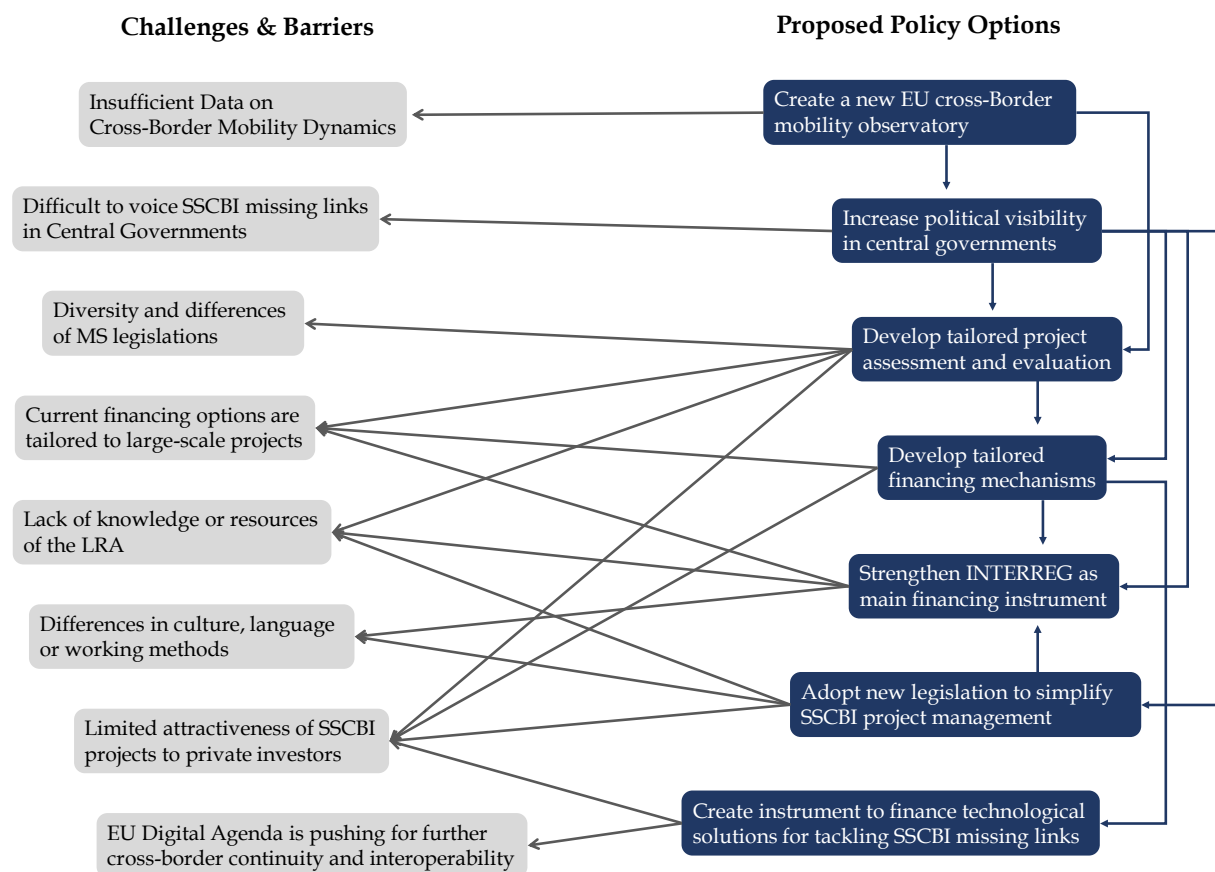 Challenges & Barriers
Proposed Policy Options
Insufficient Data on
Cross-Border Mobility Dynamics
Create a new EU cross-Border
mobility observatory
Difficult to voice SSCBI missing links
in Central Governments
Increase political visibility
in central governments
Diversity and differences
of MS legislations
Develop tailored project
assessment and evaluation
Current financing options are
tailored to large-scale projects
Develop tailored
financing mechanisms
Lack of knowledge or resources
of the LRA
Strengthen INTERREG as
main financing instrument
Differences in culture, language
or working methods
Adopt new legislation to simplify
SSCBI project management
Limited attractiveness of SSCBI
projects to private investors
Create instrument to finance technological
solutions for tackling SSCBI missing links
EU Digital Agenda is pushing for further
cross-border continuity and interoperability